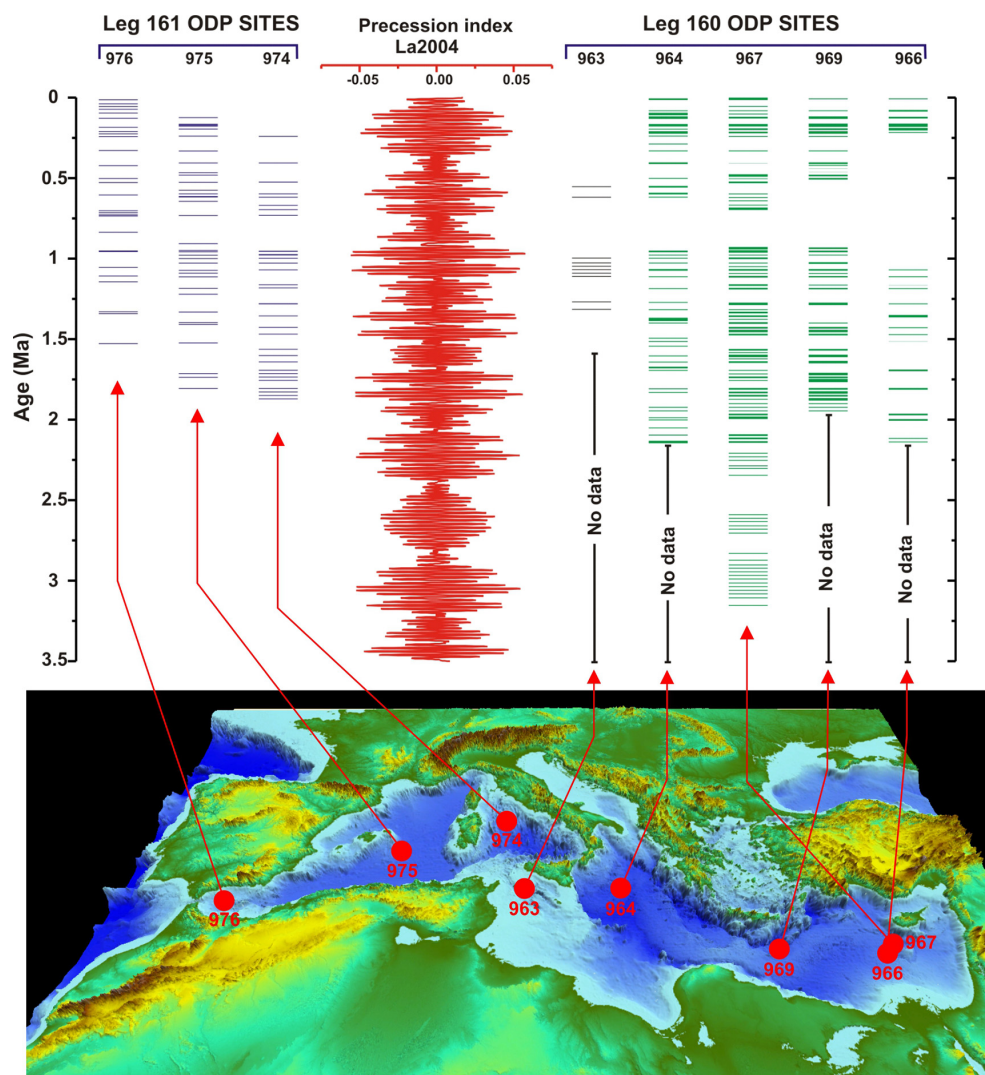 Leg 161 ODP SITES
Precession index
La2004
Leg 160 ODP SITES
976 975 974
-0.05 0.00 0.05
963 964 967 969 966
Age (Ma)
0
0.5
1
1.5
2
2.5
3
3.5
No data
No data
No data
No data
974
975
976
963
964
967
969
966